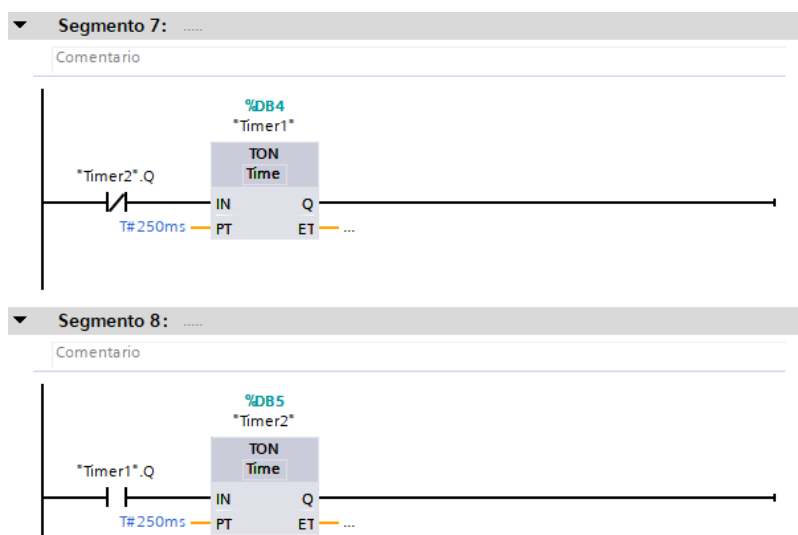 Segmento 7: .....
Comentario
%DB4
"Timer1"
TON
Time
"Timer2".Q
IN Q
T#250ms PT ET ...
Segmento 8: .....
Comentario
%DB5
"Timer2"
TON
Time
"Timer1".Q
IN Q
T#250ms PT ET ...